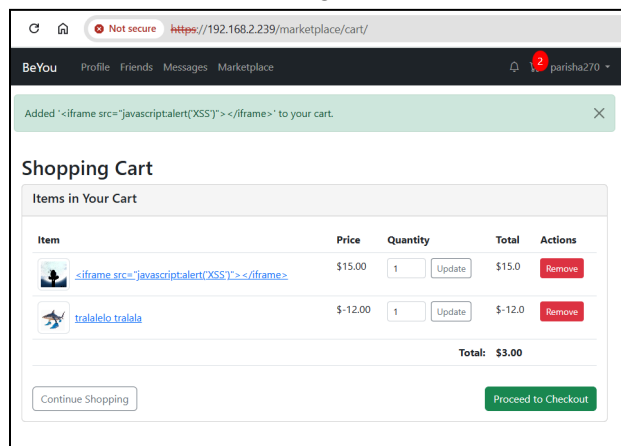 Not secure https://192.168.2.239/marketplace/cart/
BeYou Profile Friends Messages Marketplace 2 parisha270
Added '<iframe src="javascript:alert('XSS')"></iframe>' to your cart.
Shopping Cart
Items in Your Cart
Item Price Quantity Total Actions
<iframe src="javascript:alert('XSS')"></iframe> $15.00 1 Update $15.0 Remove
tralalelo tralala $-12.00 1 Update $-12.0 Remove
Total: $3.00
Continue Shopping Proceed to Checkout